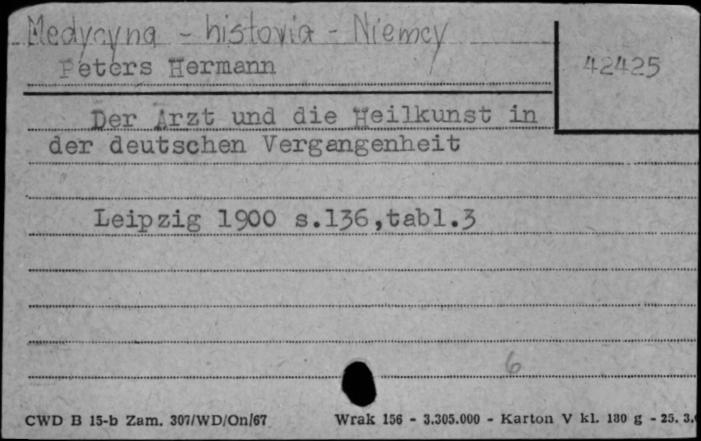 Medycyna - historia - Niemcy
Peters Hermann
42425
Der Arzt und die Heilkunst in
der deutschen Vergangenheit
Leipzig 1900 s.136,tabl.3
6
CWD B 15-b Zam. 307/WD/On/67 Wrak 156 - 3.305.000 - Karton V kl. 180 g - 25. 3.